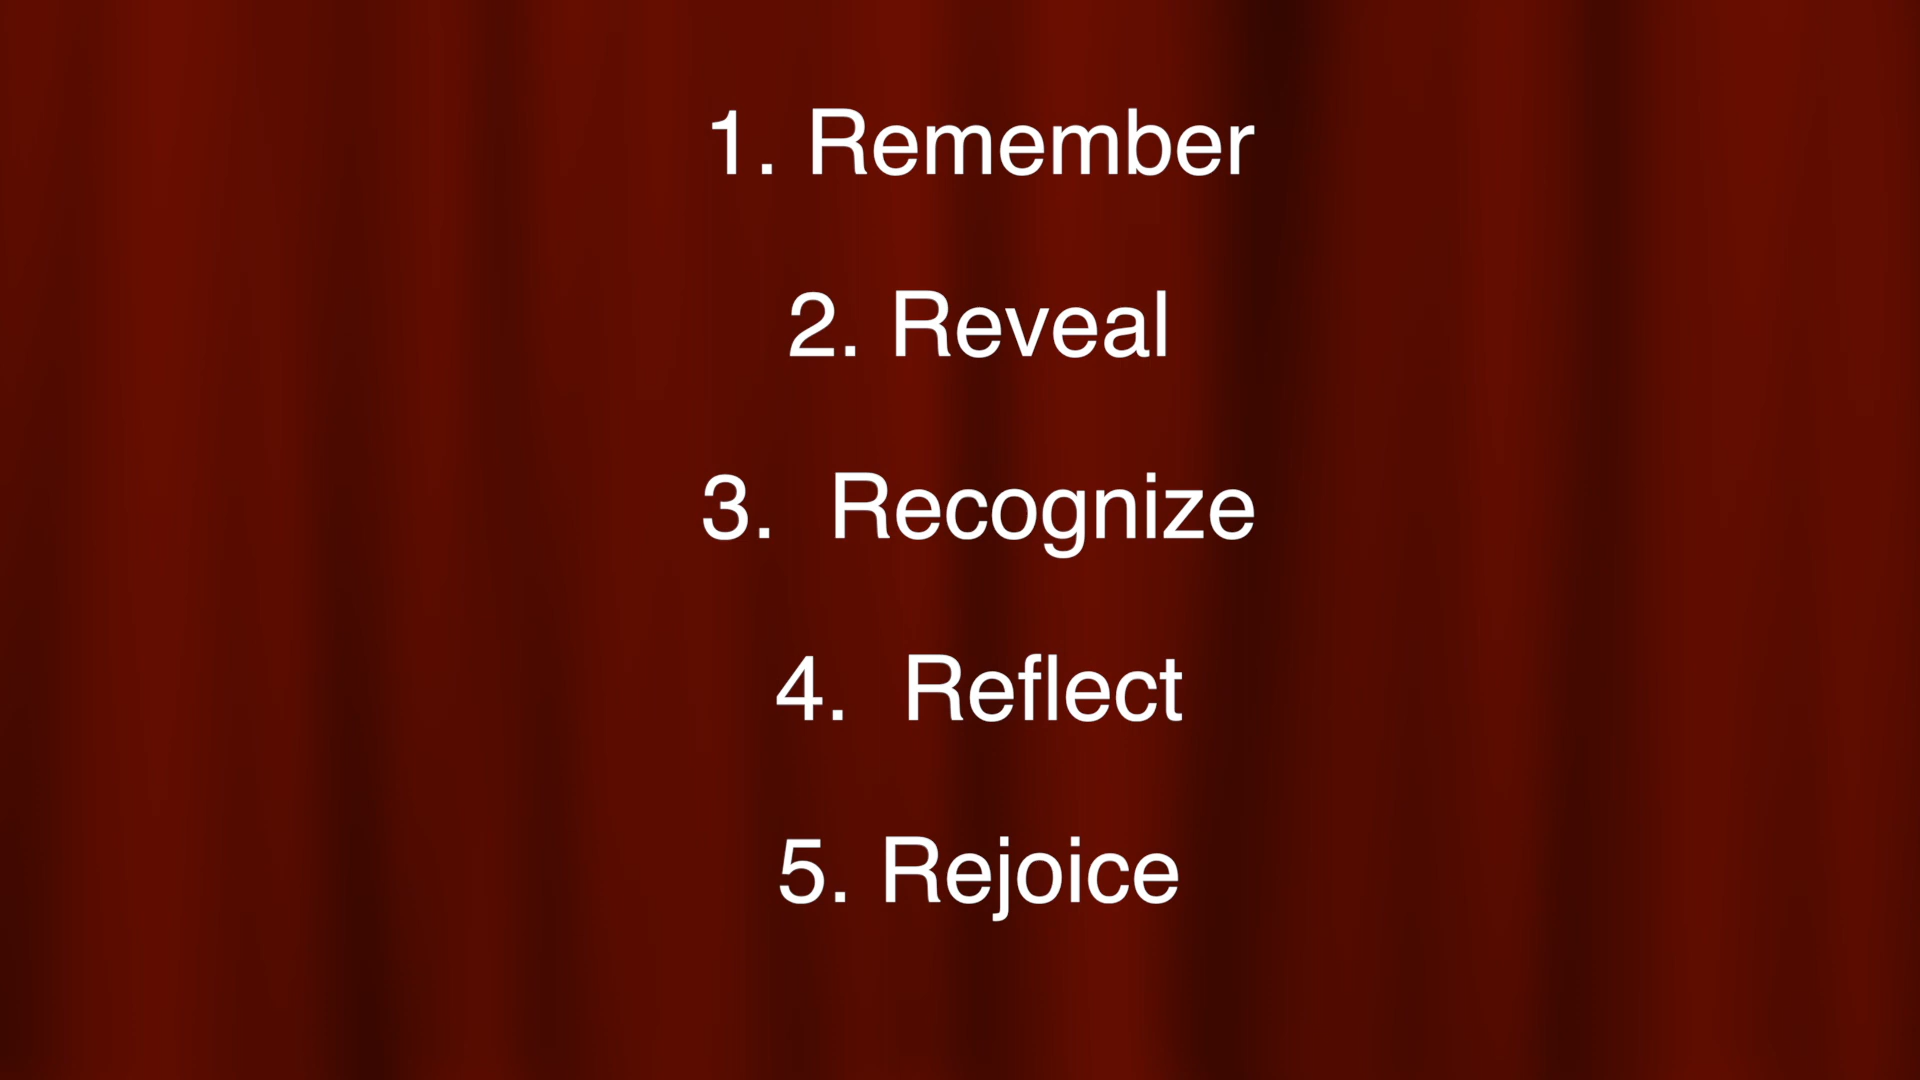 1. Remember
2. Reveal
3. Recognize
4. Reflect
5. Rejoice